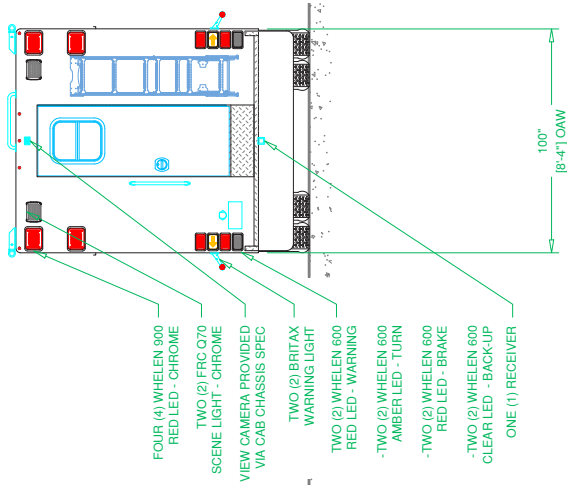 100"
[8'-4"] OAW
FOUR (4) WHELEN 900
RED LED - CHROME
TWO (2) FRC Q70
SCENE LIGHT - CHROME
VIEW CAMERA PROVIDED
VIA CAB CHASSIS SPEC
TWO (2) BRITAX
WARNING LIGHT
TWO (2) WHELEN 600
RED LED - WARNING
- TWO (2) WHELEN 600
AMBER LED - TURN
- TWO (2) WHELEN 600
RED LED - BRAKE
- TWO (2) WHELEN 600
CLEAR LED - BACK-UP
ONE (1) RECEIVER